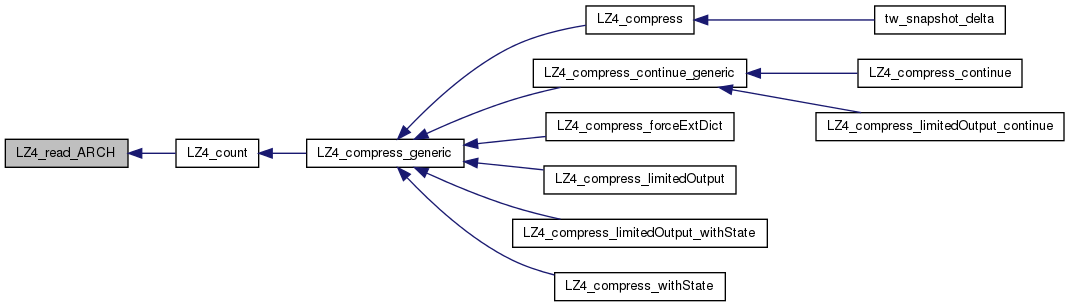 LZ4_compress
tw_snapshot_delta
LZ4_compress_continue_generic
LZ4_compress_continue
LZ4_compress_forceExtDict
LZ4_compress_limitedOutput_continue
LZ4_read_ARCH
LZ4_count
LZ4_compress_generic
LZ4_compress_limitedOutput
LZ4_compress_limitedOutput_withState
LZ4_compress_withState